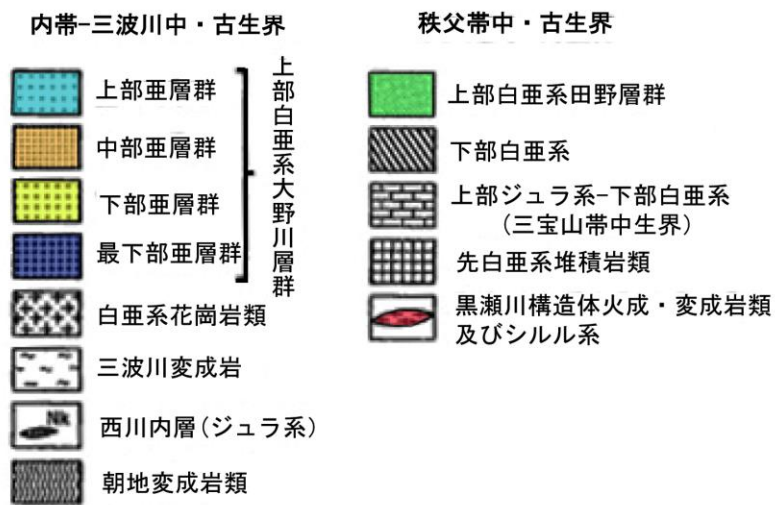 内帯-三波川中・古生界
上部亜層群
中部亜層群
下部亜層群
最下部亜層群
上部白亜系大野川層群
白亜系花崗岩類
三波川変成岩
Nk
西川内層(ジュラ系)
朝地変成岩類
秩父帯中・古生界
上部白亜系田野層群
下部白亜系
上部ジュラ系-下部白亜系
(三宝山帯中生界)
先白亜系堆積岩類
黒瀬川構造体火成・変成岩類
及びシルル系